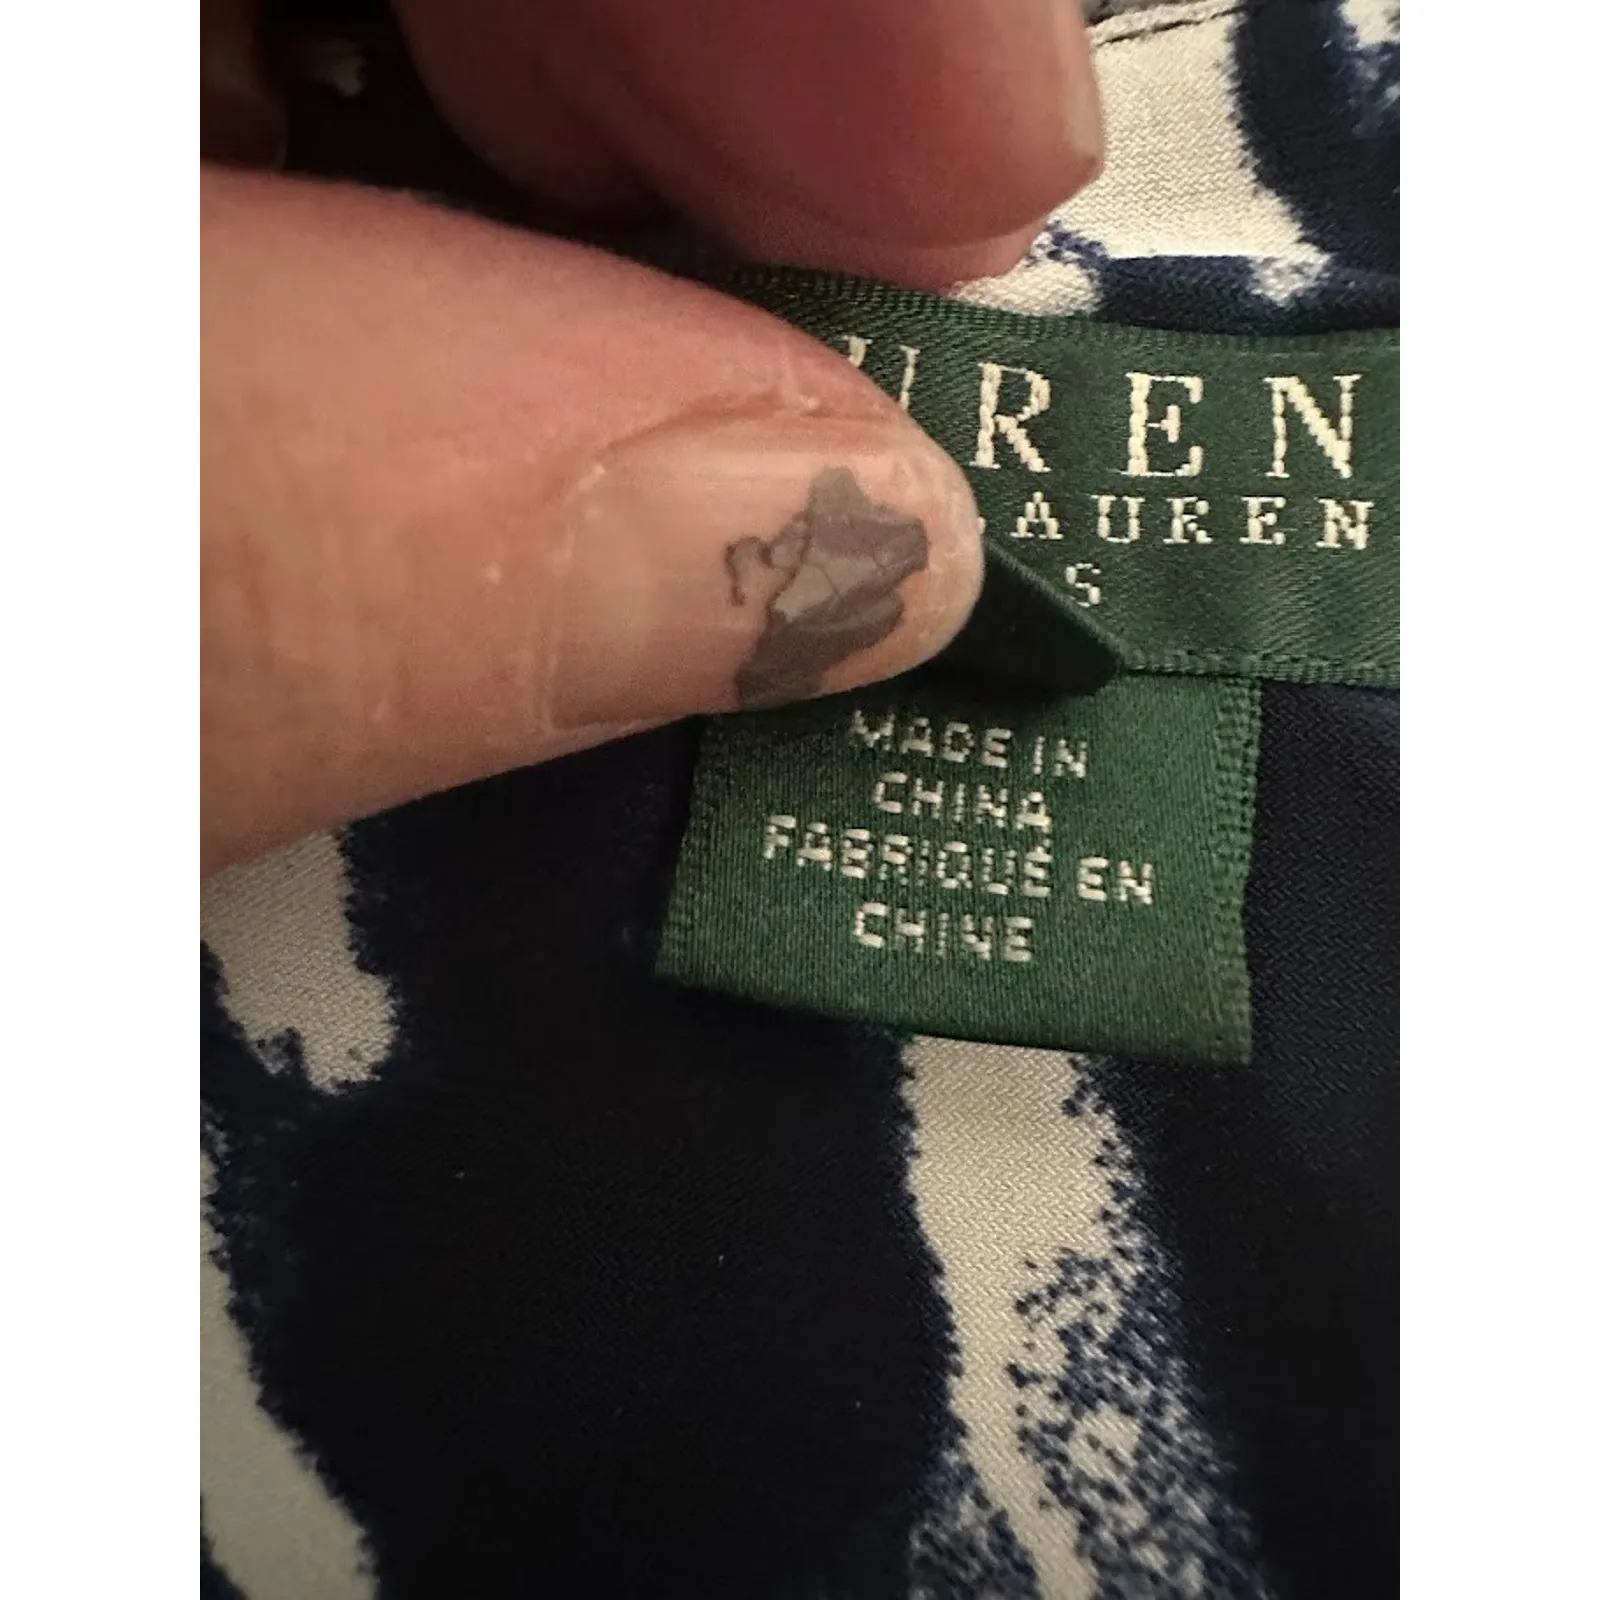 UREN
LAUREN
S
MADE IN
CHINA
FABRIQUÉ EN
CHINE